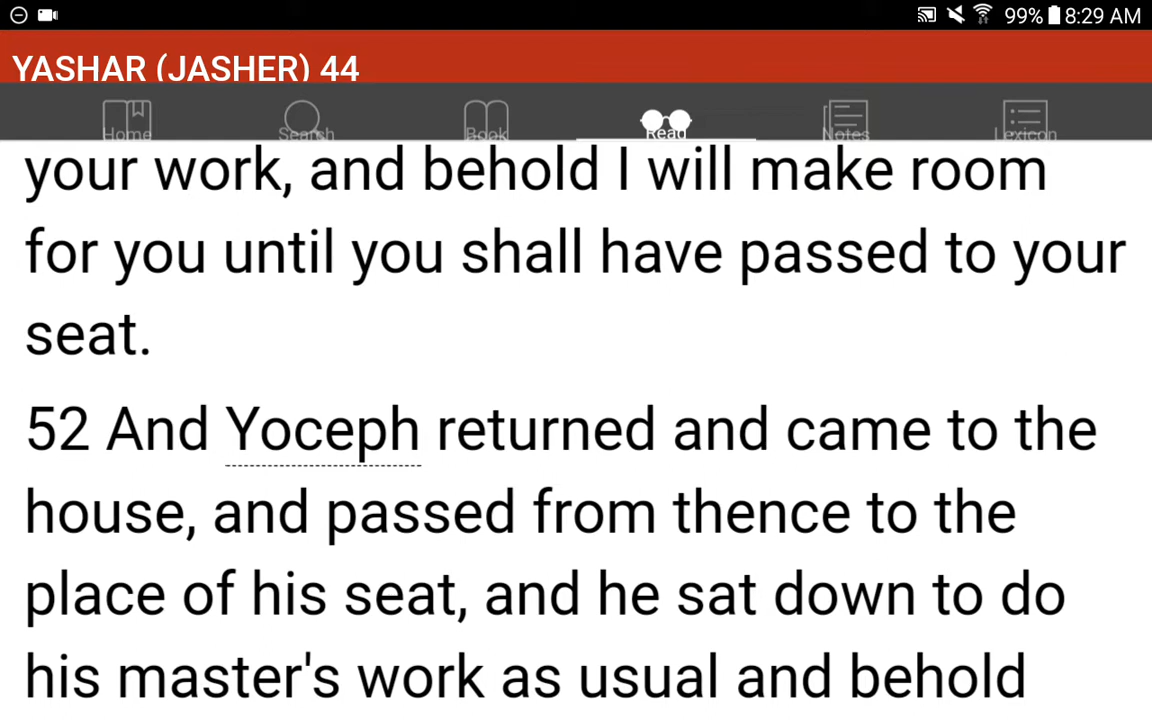 99% 8:29 AM
YASHAR (JASHER) 44
Home Search Book Read Notes Lexicon
your work, and behold I will make room
for you until you shall have passed to your
seat.
52 And Yoceph returned and came to the
house, and passed from thence to the
place of his seat, and he sat down to do
his master's work as usual and behold